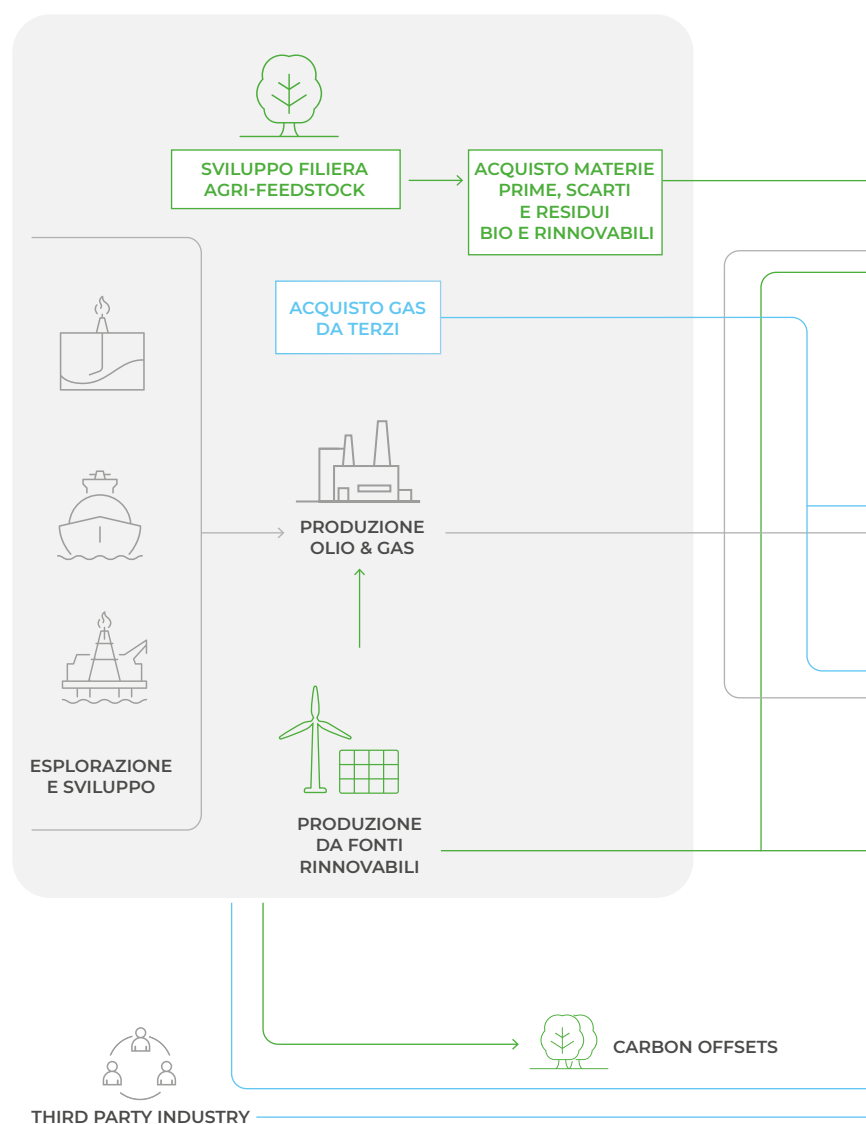 SVILUPPO FILIERA
AGRI-FEEDSTOCK
ACQUISTO MATERIE
PRIME, SCARTI
E RESIDUI
BIO E RINNOVABILI
ACQUISTO GAS
DA TERZI
PRODUZIONE
OLIO & GAS
ESPLORAZIONE
E SVILUPPO
PRODUZIONE
DA FONTI
RINNOVABILI
CARBON OFFSETS
THIRD PARTY INDUSTRY